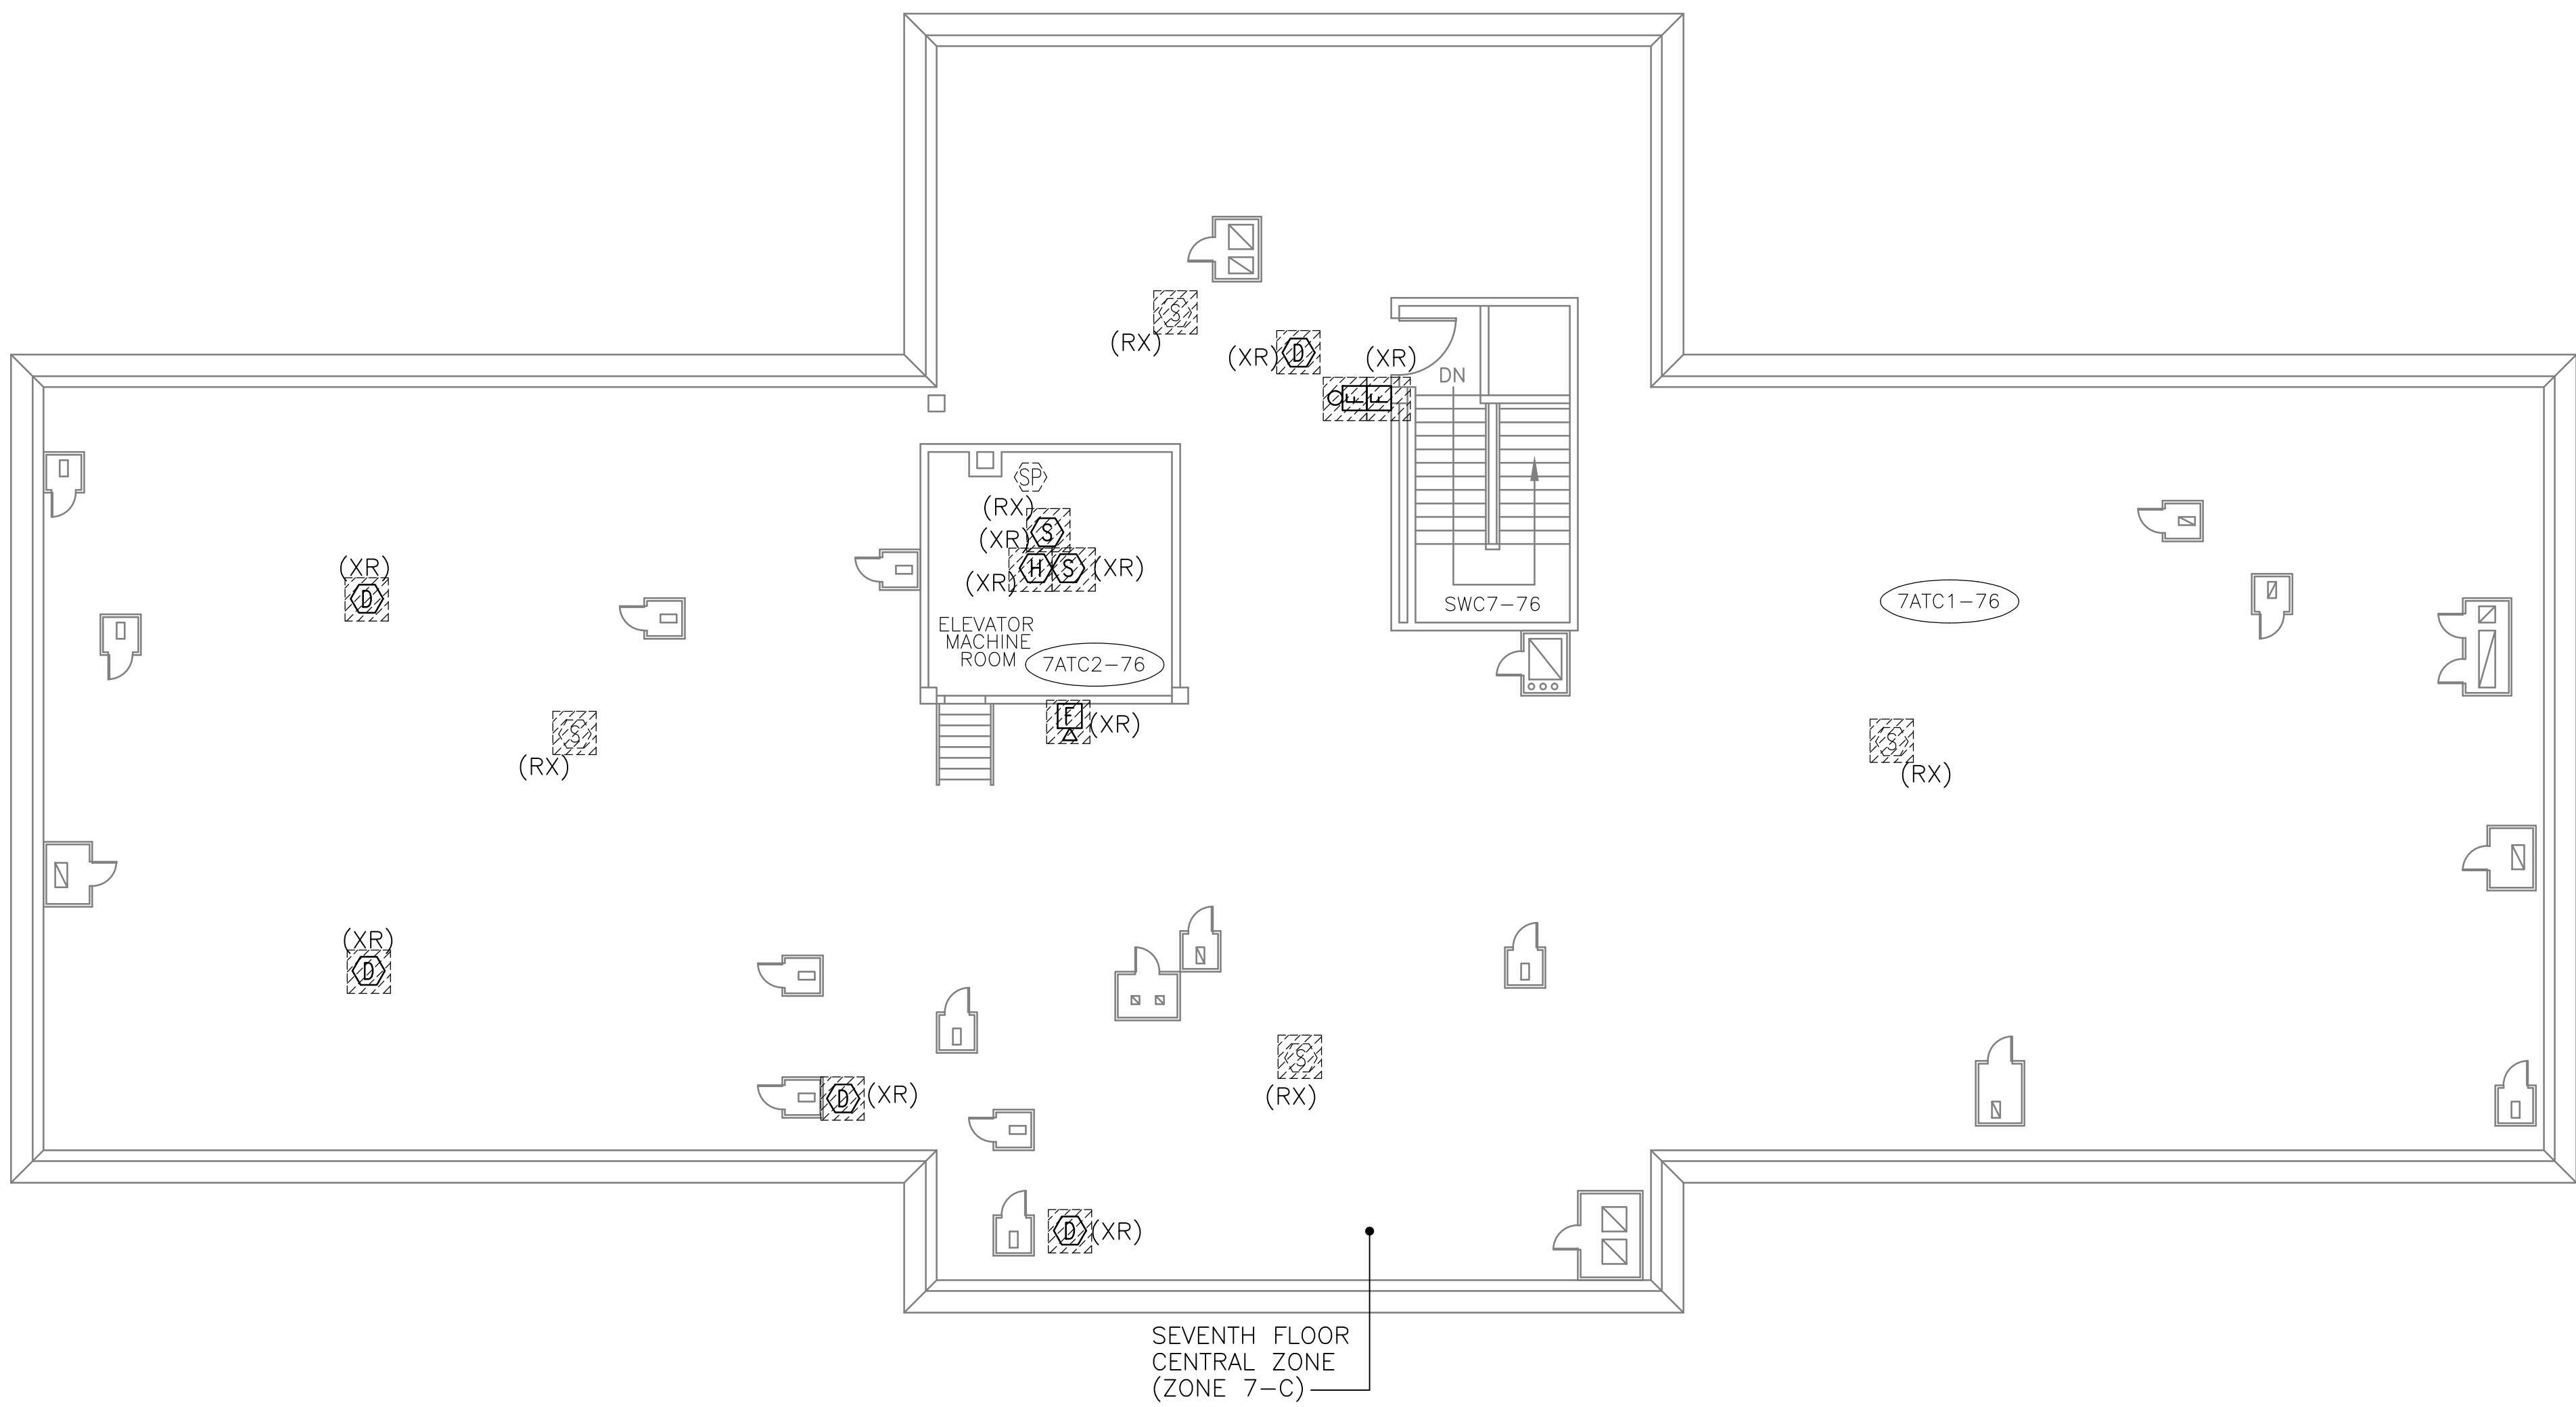 S
(RX)
(XR)
D
(XR)
F
F
DN
SP
(RX)
S
(XR)
H
S
(XR)
(XR)
(XR)
D
ELEVATOR
MACHINE
ROOM
7ATC2-76
SWC7-76
7ATC1-76
F
(XR)
S
(RX)
S
(RX)
(XR)
D
S
(RX)
D
(XR)
D
(XR)
SEVENTH FLOOR
CENTRAL ZONE
(ZONE 7-C)